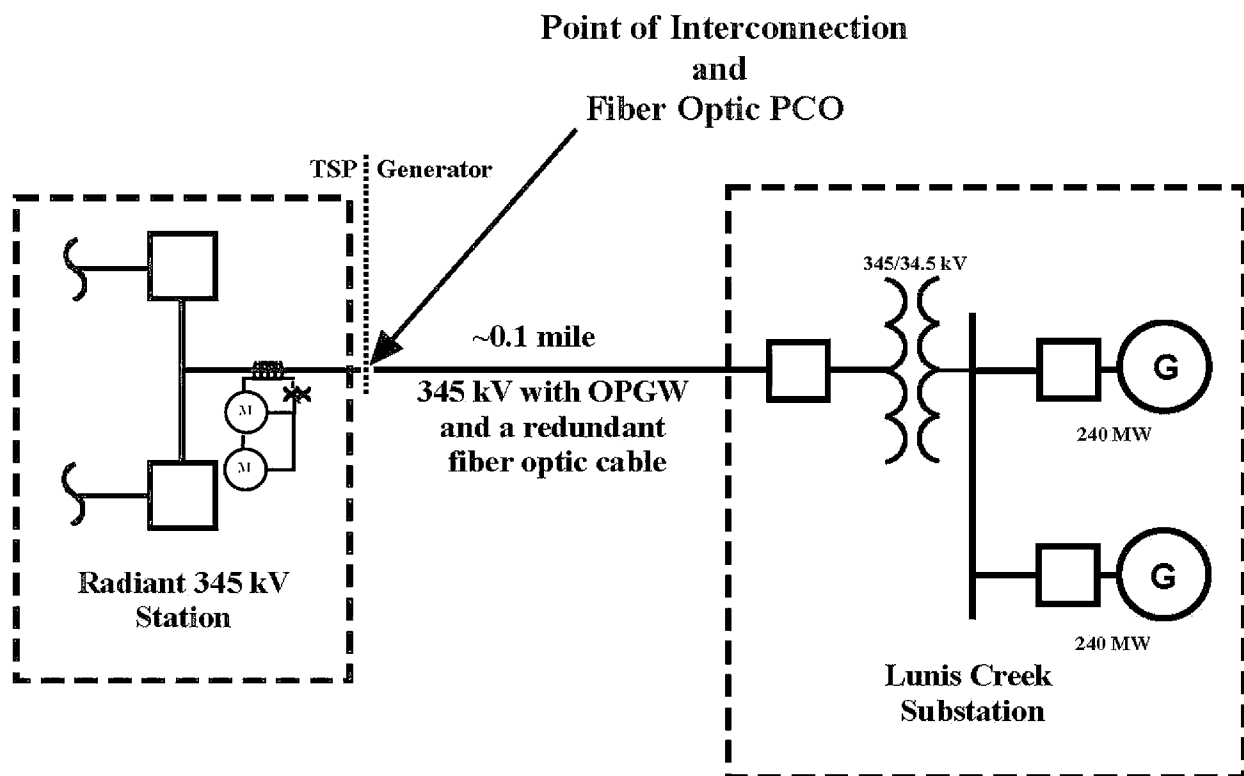 Point of Interconnection
and
Fiber Optic PCO
TSP
Generator
345/34.5 kV
~0.1 mile
345 kV with OPGW
and a redundant
fiber optic cable
M
M
G
240 MW
G
240 MW
Radiant 345 kV
Station
Lunis Creek
Substation